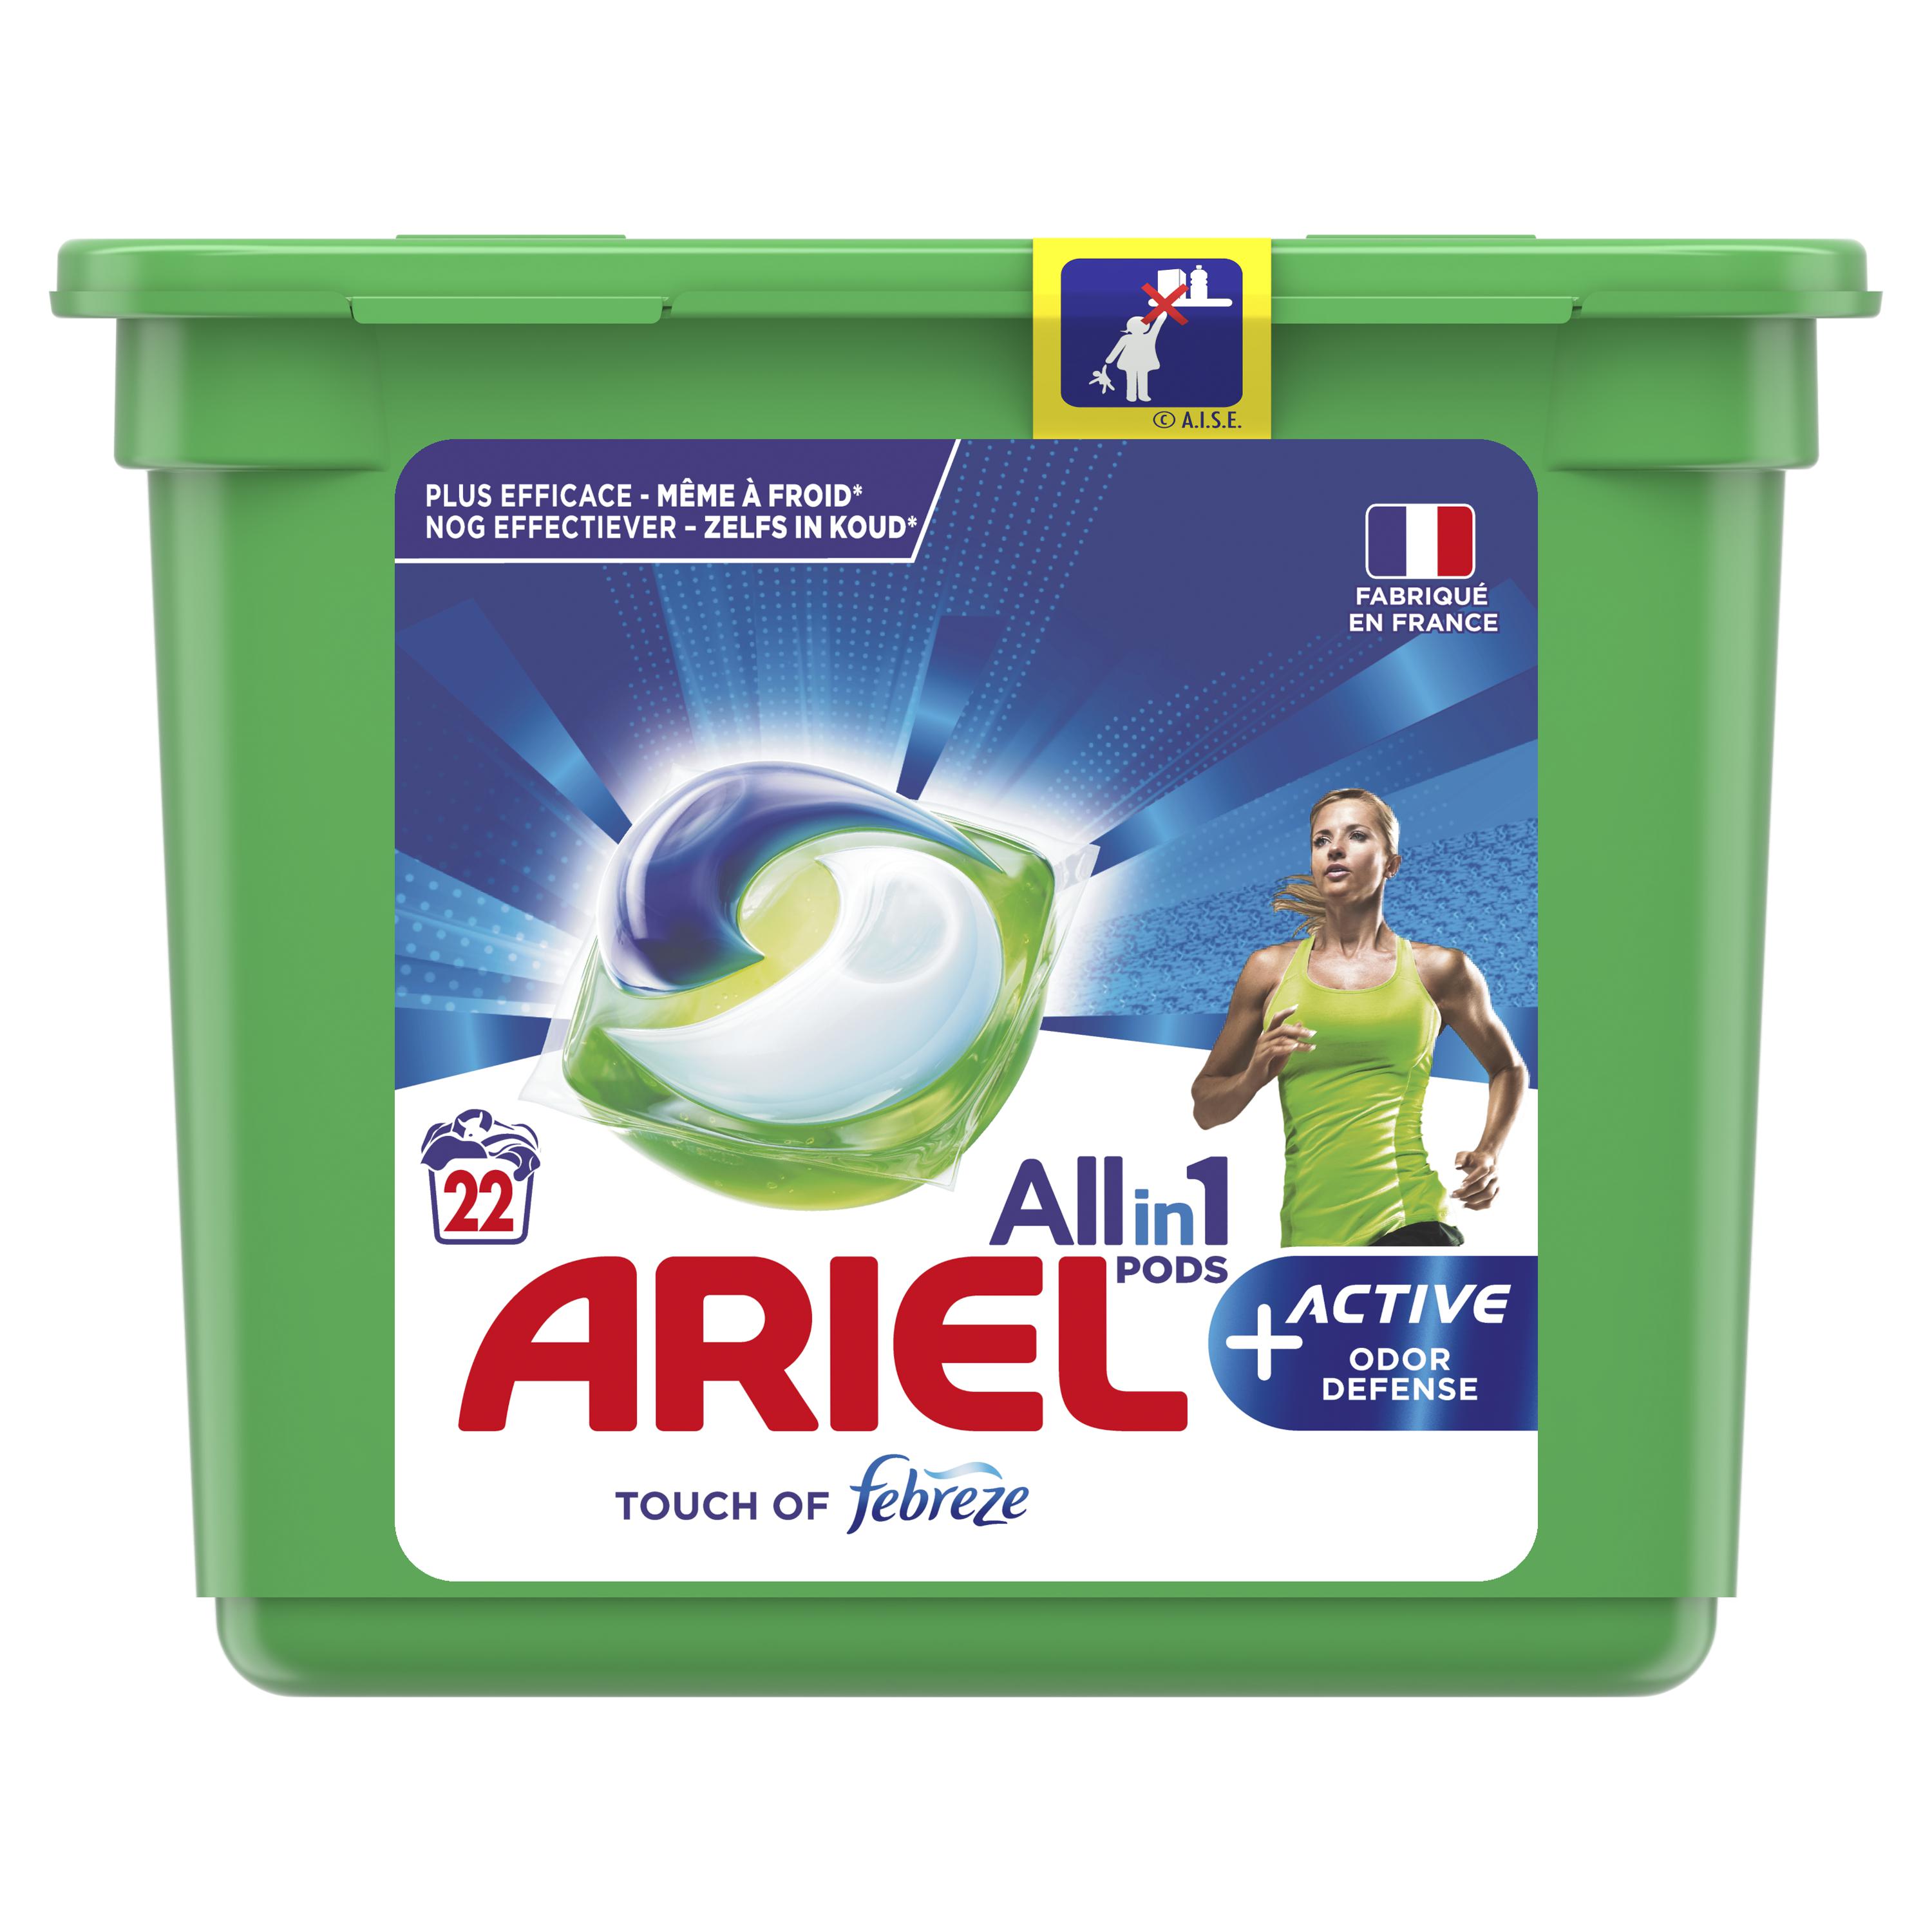 © A.I.S.E.
PLUS EFFICACE - MÊME À FROID*
NOG EFFECTIEVER - ZELFS IN KOUD*
FABRIQUÉ
EN FRANCE
22
All in 1
PODS
ARIEL
+ ACTIVE
ODOR
DEFENSE
TOUCH OF febreze